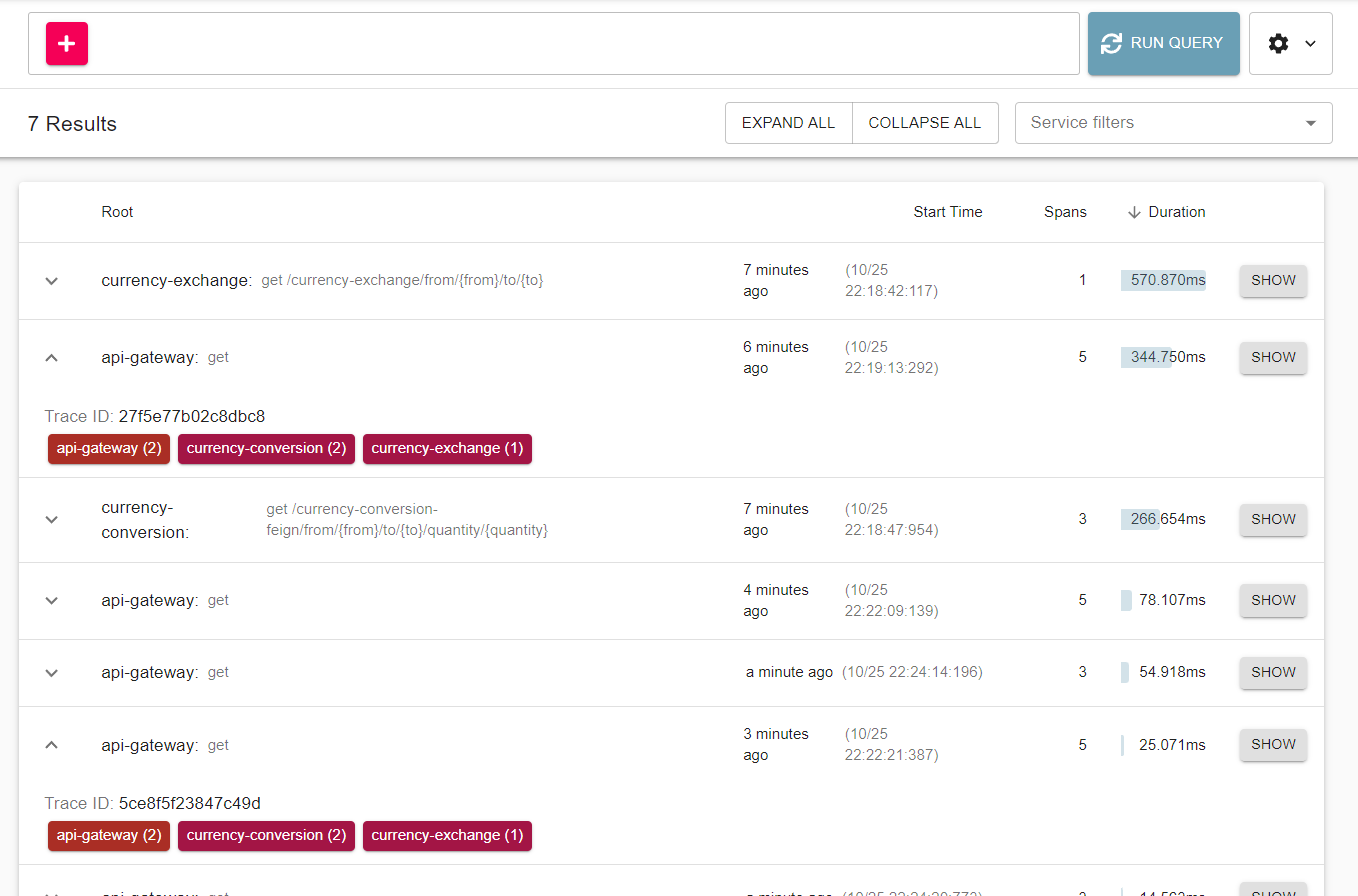 RUN QUERY
7 Results
EXPAND ALL COLLAPSE ALL Service filters
Root Start Time Spans Duration
currency-exchange: get /currency-exchange/from/{from}/to/{to} 7 minutes ago (10/25 22:18:42:117) 1 570.870ms SHOW
api-gateway: get 6 minutes ago (10/25 22:19:13:292) 5 344.750ms SHOW
Trace ID: 27f5e77b02c8dbc8
api-gateway (2) currency-conversion (2) currency-exchange (1)
currency-conversion: get /currency-conversion-feign/from/{from}/to/{to}/quantity/{quantity} 7 minutes ago (10/25 22:18:47:954) 3 266.654ms SHOW
api-gateway: get 4 minutes ago (10/25 22:22:09:139) 5 78.107ms SHOW
api-gateway: get a minute ago (10/25 22:24:14:196) 3 54.918ms SHOW
api-gateway: get 3 minutes ago (10/25 22:22:21:387) 5 25.071ms SHOW
Trace ID: 5ce8f5f23847c49d
api-gateway (2) currency-conversion (2) currency-exchange (1)
api-gateway: get a minute ago SHOW